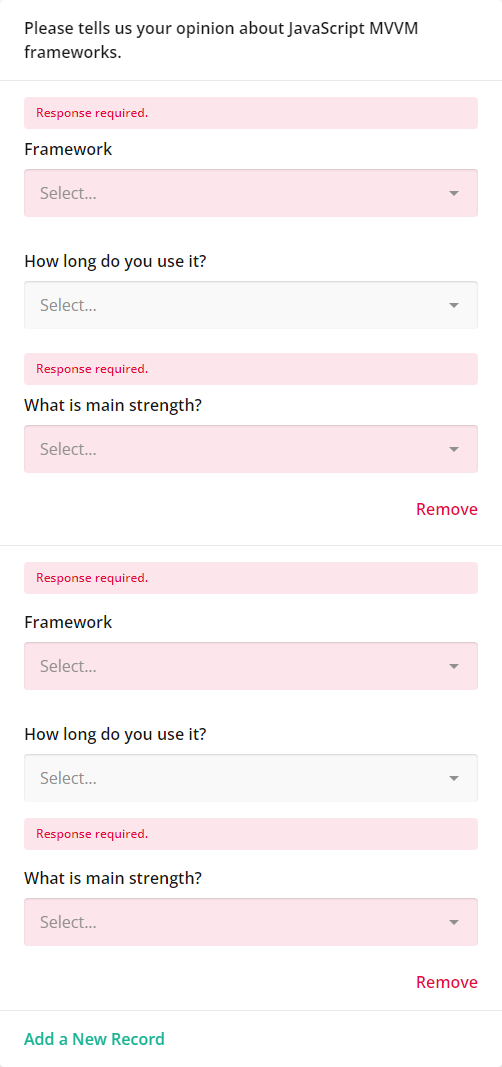 Please tells us your opinion about JavaScript MVVM
frameworks.
Response required.
Framework
Select...
How long do you use it?
Select...
Response required.
What is main strength?
Select...
Remove
Response required.
Framework
Select...
How long do you use it?
Select...
Response required.
What is main strength?
Select...
Remove
Add a New Record